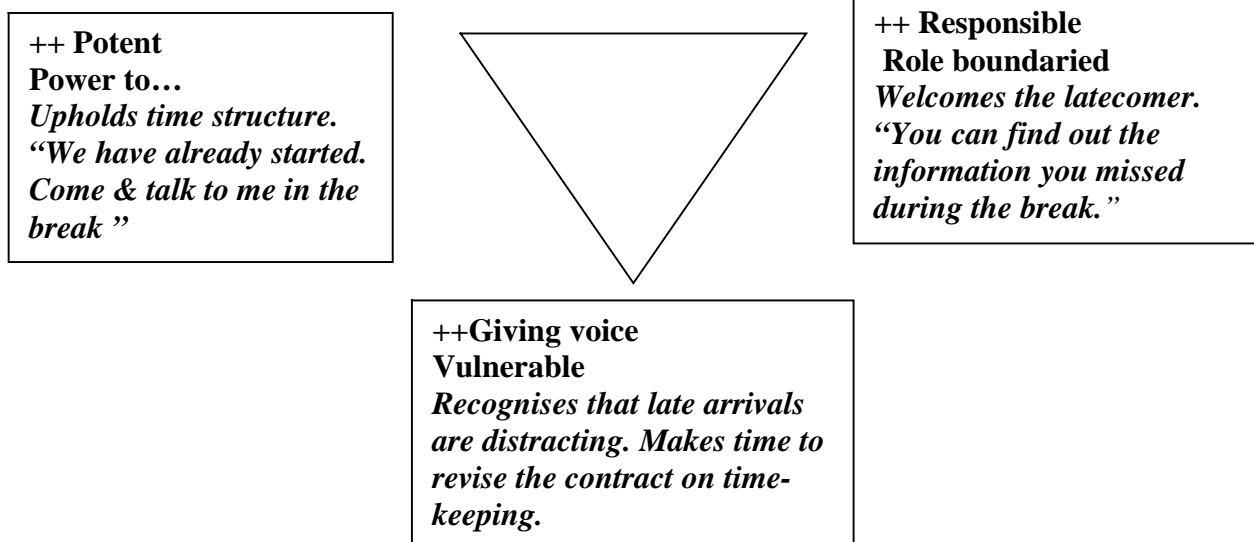 ++ Potent
Power to…
Upholds time structure.
“We have already started.
Come & talk to me in the
break ”
++ Responsible
Role boundaried
Welcomes the latecomer.
“You can find out the
information you missed
during the break.”
++Giving voice
Vulnerable
Recognises that late arrivals
are distracting. Makes time to
revise the contract on time-
keeping.